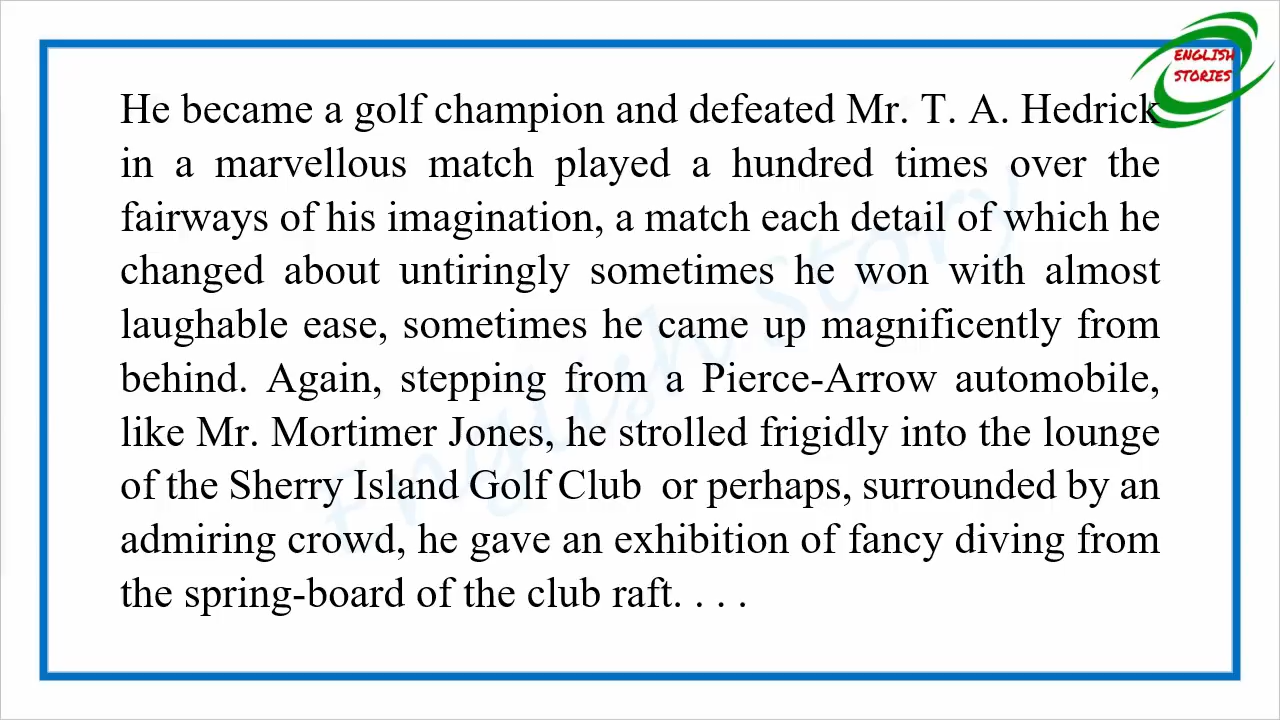 ENGLISH
STORIES
He became a golf champion and defeated Mr. T. A. Hedrick
in a marvellous match played a hundred times over the
fairways of his imagination, a match each detail of which he
changed about untiringly sometimes he won with almost
laughable ease, sometimes he came up magnificently from
behind. Again, stepping from a Pierce-Arrow automobile,
like Mr. Mortimer Jones, he strolled frigidly into the lounge
of the Sherry Island Golf Club or perhaps, surrounded by an
admiring crowd, he gave an exhibition of fancy diving from
the spring-board of the club raft. . . .
English Story